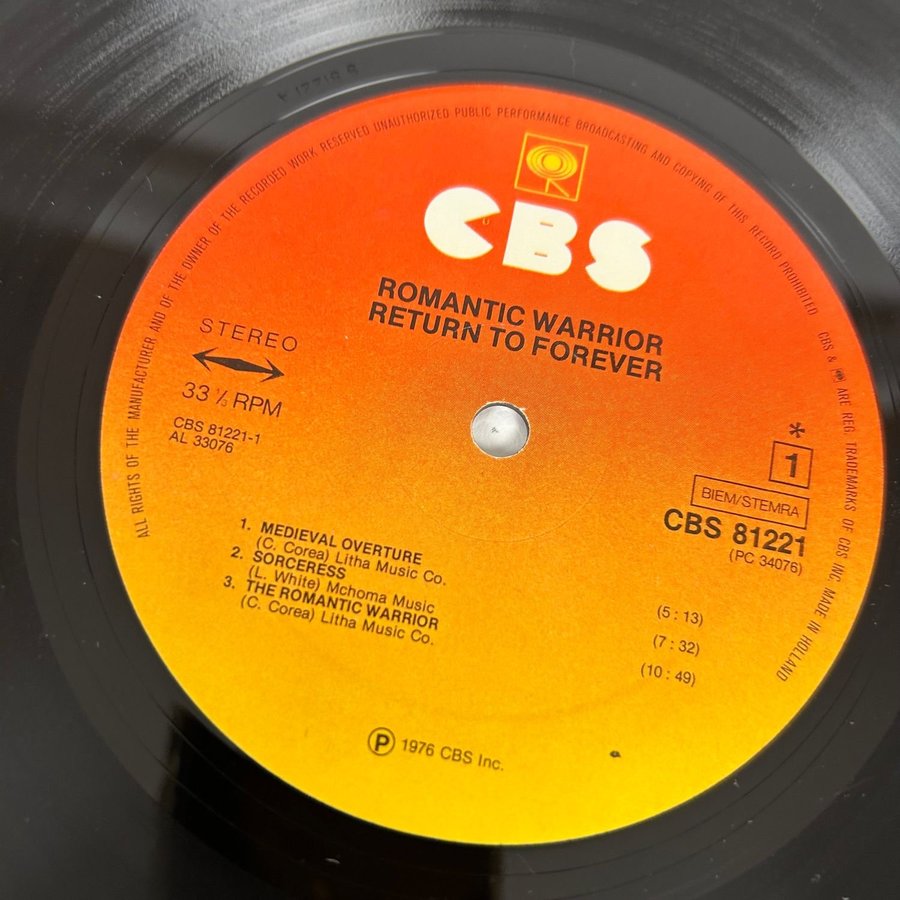 ALL RIGHTS OF THE MANUFACTURER AND OF THE OWNER OF THE RECORDED WORK RESERVED UNAUTHORIZED PUBLIC PERFORMANCE BROADCASTING AND COPYING OF THIS RECORD PROHIBITED CBS & ARE REG. TRADEMARKS OF CBS INC. MADE IN HOLLAND
CBS
ROMANTIC WARRIOR
RETURN TO FOREVER
STEREO
33 ⅓ RPM
CBS 81221-1
AL 33076
*
1
BIEM/STEMRA
CBS 81221
(PC 34076)
1. MEDIEVAL OVERTURE
(C. Corea) Litha Music Co. (5 : 13)
2. SORCERESS
(L. White) Mchoma Music (7 : 32)
3. THE ROMANTIC WARRIOR
(C. Corea) Litha Music Co. (10 : 49)
℗ 1976 CBS Inc.